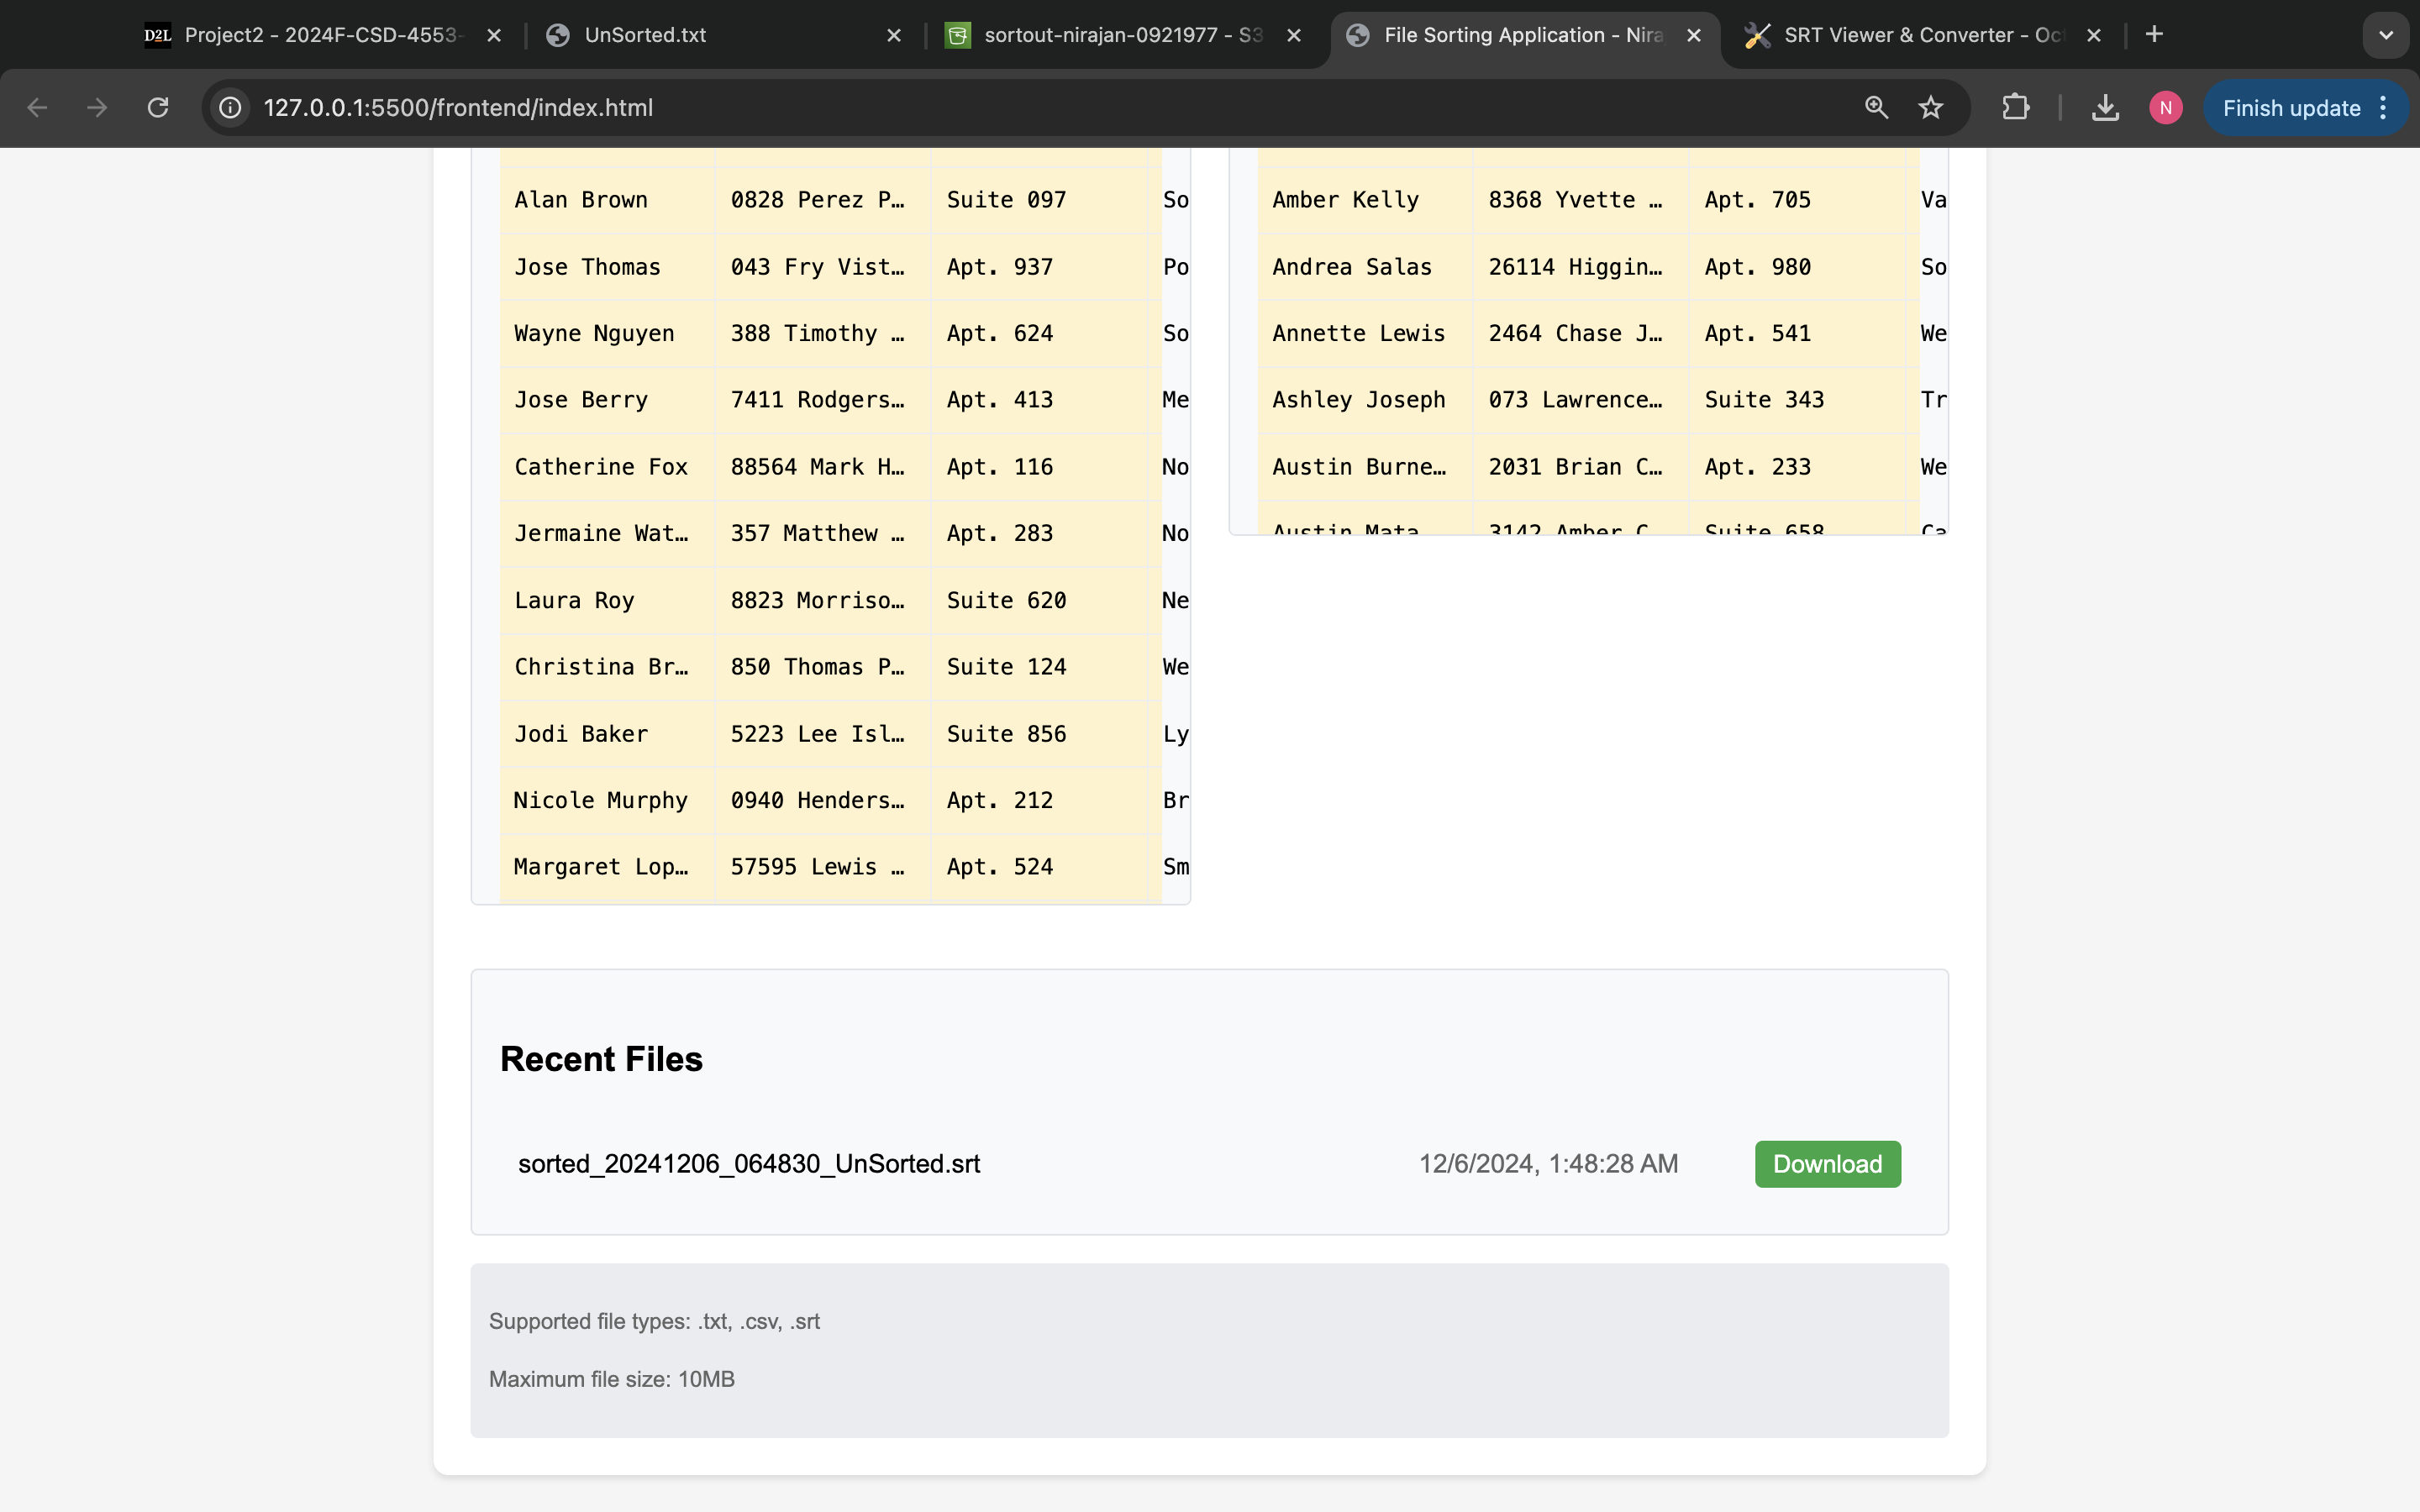 D2L Project2 - 2024F-CSD-4553-
UnSorted.txt
sortout-nirajan-0921977 - S3
File Sorting Application - Nira
SRT Viewer & Converter - Oct
127.0.0.1:5500/frontend/index.html
N
Finish update
Alan Brown 0828 Perez P… Suite 097 So
Jose Thomas 043 Fry Vist… Apt. 937 Po
Wayne Nguyen 388 Timothy … Apt. 624 So
Jose Berry 7411 Rodgers… Apt. 413 Me
Catherine Fox 88564 Mark H… Apt. 116 No
Jermaine Wat… 357 Matthew … Apt. 283 No
Laura Roy 8823 Morriso… Suite 620 Ne
Christina Br… 850 Thomas P… Suite 124 We
Jodi Baker 5223 Lee Isl… Suite 856 Ly
Nicole Murphy 0940 Henders… Apt. 212 Br
Margaret Lop… 57595 Lewis … Apt. 524 Sm
Amber Kelly 8368 Yvette … Apt. 705 Va
Andrea Salas 26114 Higgin… Apt. 980 So
Annette Lewis 2464 Chase J… Apt. 541 We
Ashley Joseph 073 Lawrence… Suite 343 Tr
Austin Burne… 2031 Brian C… Apt. 233 We
Austin Mata 3142 Amber C… Suite 658 Ca
Recent Files
sorted_20241206_064830_UnSorted.srt 12/6/2024, 1:48:28 AM Download
Supported file types: .txt, .csv, .srt
Maximum file size: 10MB